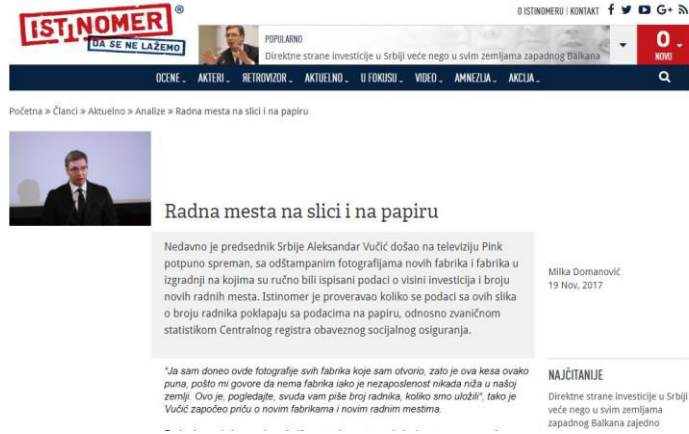 O ISTINOMERU | KONTAKT
ISTINOMER
DA SE NE LAŽEMO
POPULARNO
Direktne strane investicije u Srbiji veće nego u svim zemljama zapadnog Balkana
0
NOVO
OCENE AKTERI RETROVIZOR AKTUELNO U FOKUSU VIDEO AMNEZIJA AKCIJA
Početna » Članci » Aktuelno » Analize » Radna mesta na slici i na papiru
Radna mesta na slici i na papiru
Nedavno je predsednik Srbije Aleksandar Vučić došao na televiziju Pink
potpuno spreman, sa odštampanim fotografijama novih fabrika i fabrika u
izgradnji na kojima su ručno bili ispisani podaci o visini investicija i broju
novih radnih mesta. Istinomer je proveravao koliko se podaci sa ovih slika
o broju radnika poklapaju sa podacima na papiru, odnosno zvaničnom
statistikom Centralnog registra obaveznog socijalnog osiguranja.
Milka Domanović
19 Nov, 2017
"Ja sam doneo ovde fotografije svih fabrika koje sam otvorio, zato je ova kesa ovako
puna, pošto mi govore da nema fabrika iako je nezaposlenost nikada niža u našoj
zemlji. Ovo je, pogledajte, svuda vam piše broj radnika, koliko smo uložili", tako je
Vučić započeo priču o novim fabrikama i novim radnim mestima.
NAJČITANIJE
Direktne strane investicije u Srbiji
veće nego u svim zemljama
zapadnog Balkana zajedno